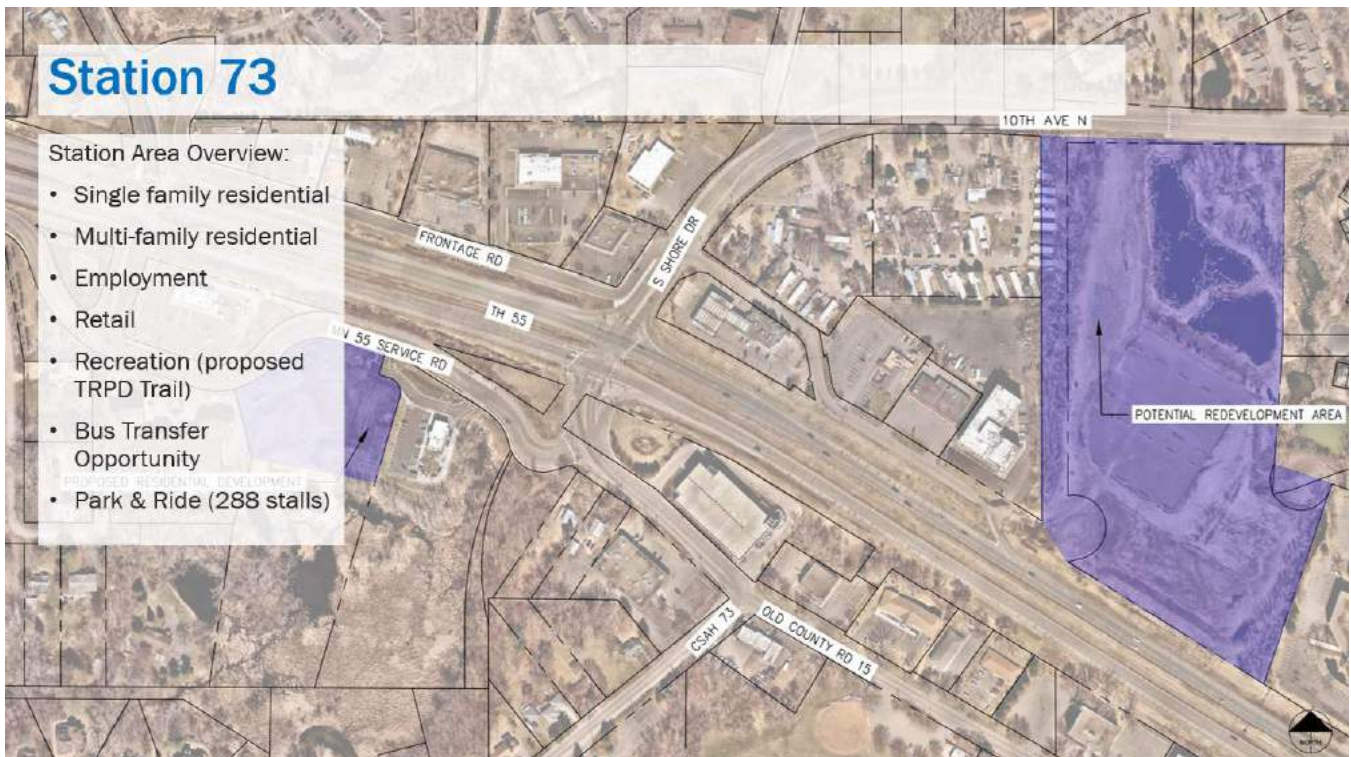 Station 73
Station Area Overview:
• Single family residential
• Multi-family residential
• Employment
• Retail
• Recreation (proposed
TRPD Trail)
• Bus Transfer
Opportunity
• Park & Ride (288 stalls)
10TH AVE N
FRONTAGE RD
S SHORE DR
TH 55
MN 55 SERVICE RD
POTENTIAL REDEVELOPMENT AREA
PROPOSED RESIDENTIAL DEVELOPMENT
CSAH 73
OLD COUNTY RD 15
NORTH